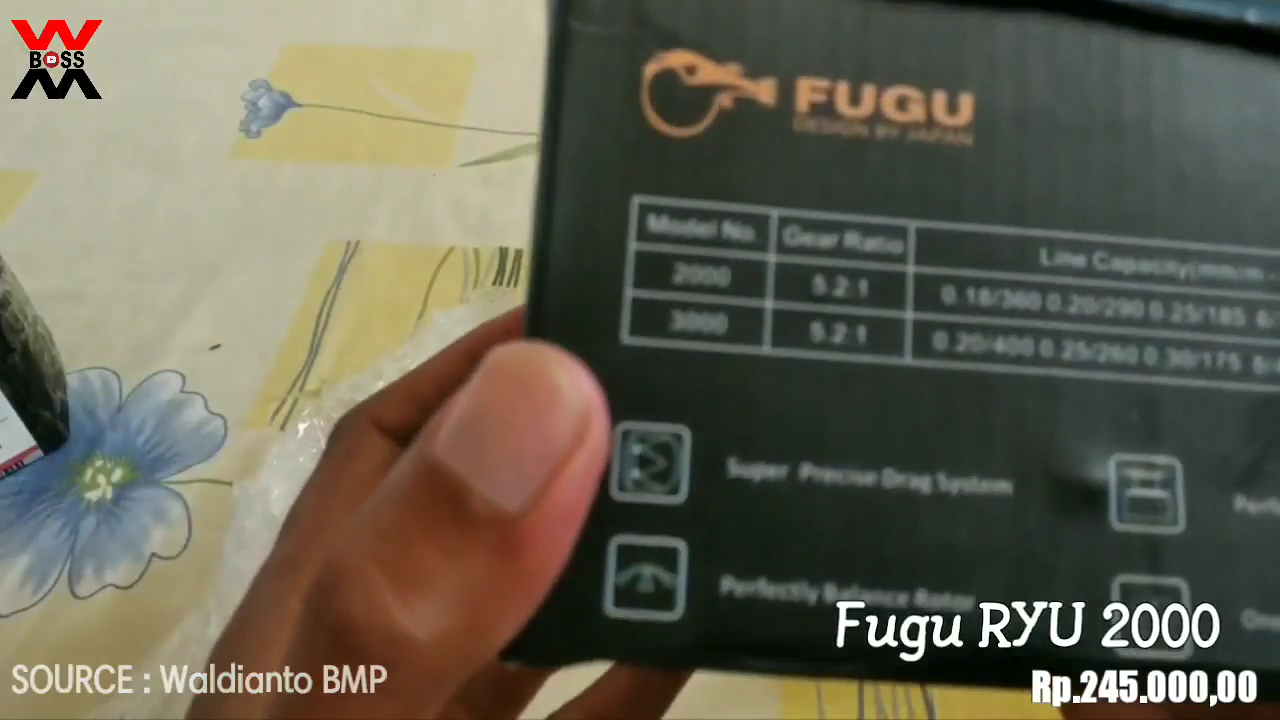 W
BOSS
M
FUGU
DESIGN BY JAPAN
Model No. Gear Ratio Line Capacity(mm/m -
2000 5.2:1 0.18/360 0.20/290 0.25/185 6/
3000 5.2:1 0.20/400 0.25/260 0.30/175 8/
Super Precise Drag System
Perfectly Balance Rotor
Fugu RYU 2000
SOURCE : Waldianto BMP
Rp.245.000,00